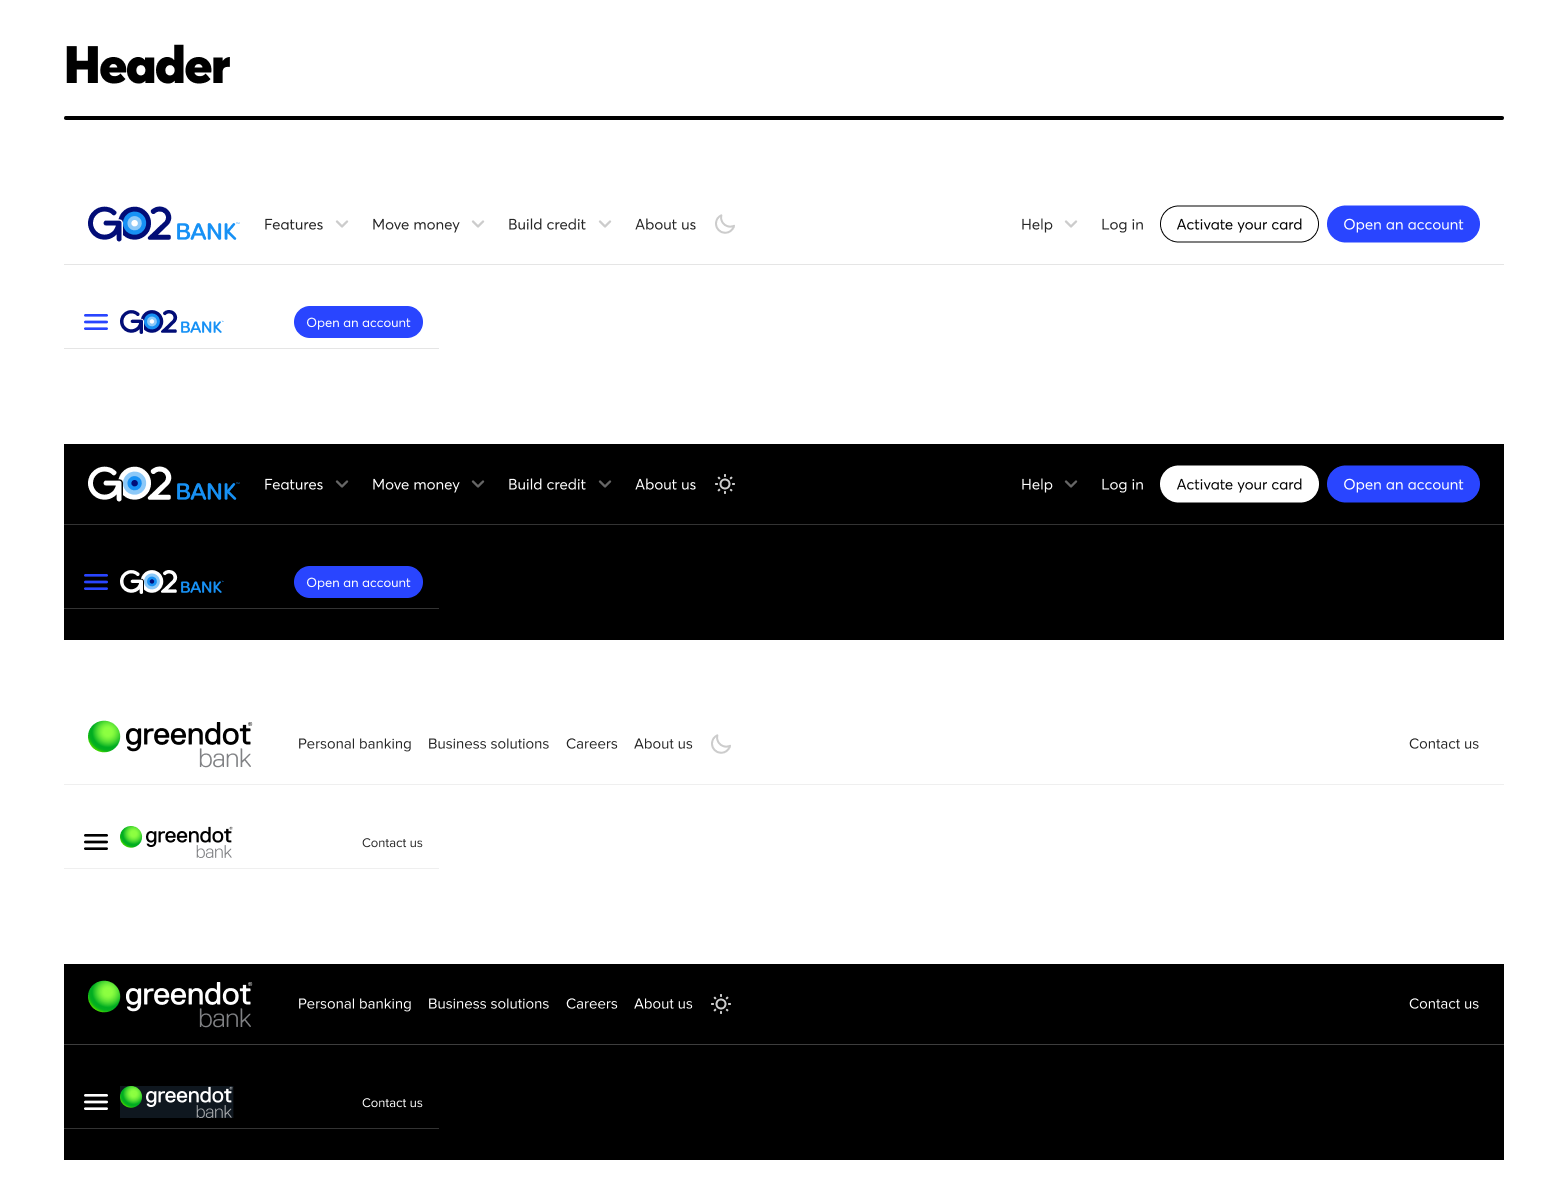 Header
GO2 BANK Features Move money Build credit About us Help Log in Activate your card Open an account
GO2 BANK Open an account
GO2 BANK Features Move money Build credit About us Help Log in Activate your card Open an account
GO2 BANK Open an account
greendot bank Personal banking Business solutions Careers About us Contact us
greendot bank Contact us
greendot bank Personal banking Business solutions Careers About us Contact us
greendot bank Contact us